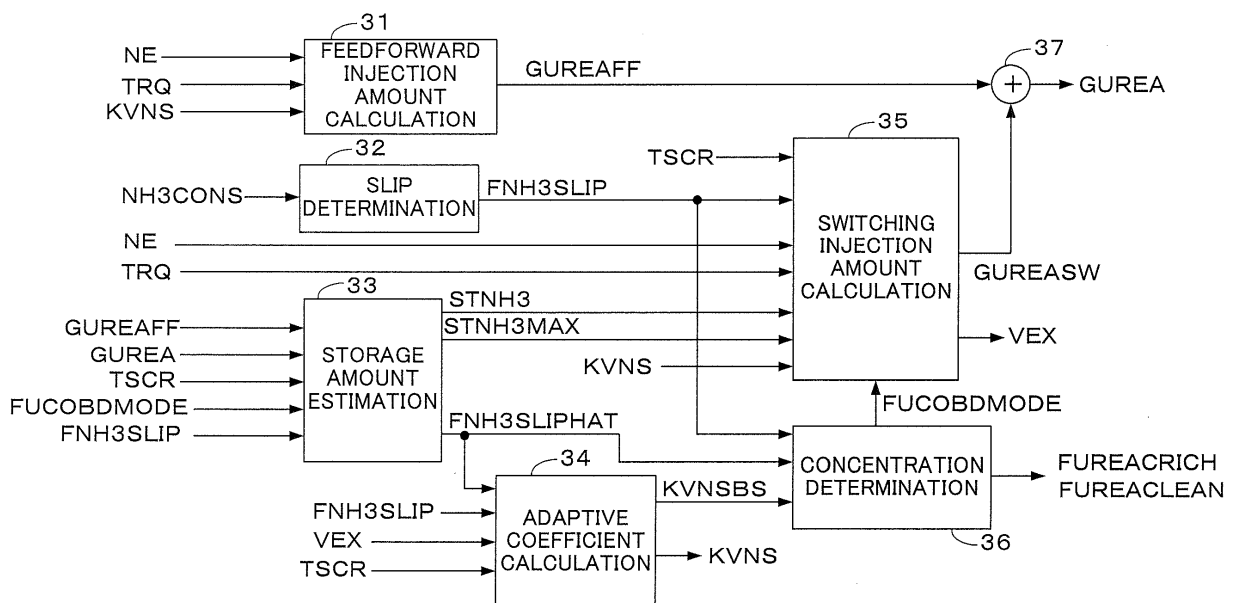 31
NE
TRQ
KVNS
FEEDFORWARD
INJECTION
AMOUNT
CALCULATION
GUREAFF
37
+
GUREA
32
NH3CONS
SLIP
DETERMINATION
FNH3SLIP
35
TSCR
NE
TRQ
SWITCHING
INJECTION
AMOUNT
CALCULATION
GUREASW
VEX
33
GUREAFF
GUREA
TSCR
FUCOBDMODE
FNH3SLIP
STORAGE
AMOUNT
ESTIMATION
STNH3
STNH3MAX
KVNS
FNH3SLIPHAT
FUCOBDMODE
34
FNH3SLIP
VEX
TSCR
ADAPTIVE
COEFFICIENT
CALCULATION
KVNSBS
KVNS
CONCENTRATION
DETERMINATION
36
FUREACRICH
FUREACLEAN